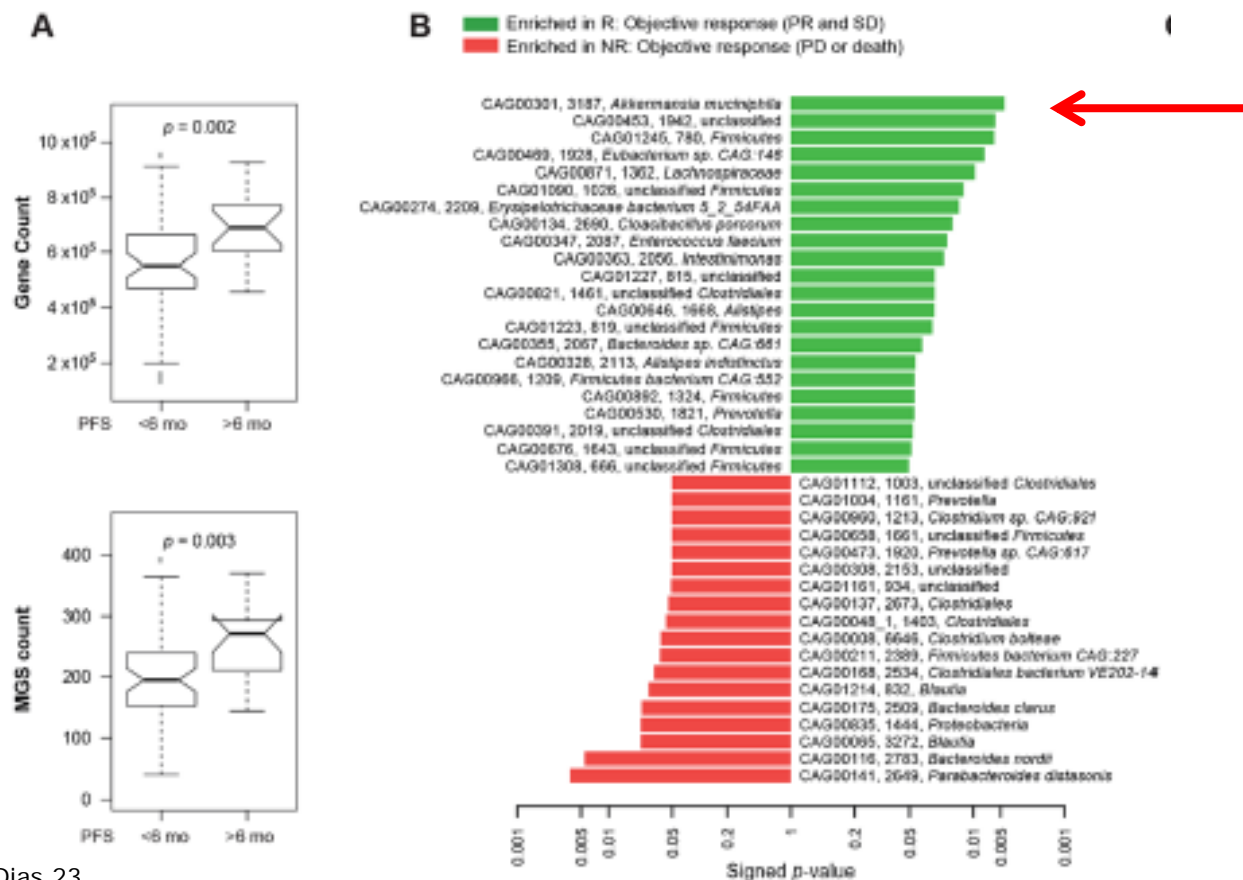 A
p = 0.002
Gene Count
10 x10⁵
8 x10⁵
6 x10⁵
4 x10⁵
2 x10⁵
PFS <6 mo >6 mo
p = 0.003
MGS count
400
300
200
100
0
PFS <6 mo >6 mo
B
Enriched in R: Objective response (PR and SD)
Enriched in NR: Objective response (PD or death)
CAG00301, 3187, Akkermansia muciniphila
CAG00453, 1942, unclassified
CAG01245, 780, Firmicutes
CAG00469, 1928, Eubacterium sp. CAG:146
CAG00871, 1362, Lachnospiraceae
CAG01090, 1026, unclassified Firmicutes
CAG00274, 2209, Erysipelotrichaceae bacterium 5_2_54FAA
CAG00134, 2690, Cloacibacillus porcorum
CAG00347, 2087, Enterococcus faecium
CAG00363, 2056, Intestinimonas
CAG01227, 815, unclassified
CAG00821, 1461, unclassified Clostridiales
CAG00646, 1668, Alistipes
CAG01223, 819, unclassified Firmicutes
CAG00355, 2067, Bacteroides sp. CAG:661
CAG00328, 2113, Alistipes indistinctus
CAG00966, 1209, Firmicutes bacterium CAG:552
CAG00892, 1324, Firmicutes
CAG00530, 1821, Prevotella
CAG00391, 2019, unclassified Clostridiales
CAG00676, 1643, unclassified Firmicutes
CAG01308, 666, unclassified Firmicutes
CAG01112, 1003, unclassified Clostridiales
CAG01004, 1161, Prevotella
CAG00960, 1213, Clostridium sp. CAG:921
CAG00658, 1661, unclassified Firmicutes
CAG00473, 1920, Prevotella sp. CAG:617
CAG00308, 2153, unclassified
CAG01161, 934, unclassified
CAG00137, 2673, Clostridiales
CAG00048_1, 1403, Clostridiales
CAG00008, 6646, Clostridium bolteae
CAG00211, 2389, Firmicutes bacterium CAG:227
CAG00168, 2534, Clostridiales bacterium VE202-14
CAG01214, 832, Blautia
CAG00175, 2509, Bacteroides clarus
CAG00835, 1444, Proteobacteria
CAG00065, 3272, Blautia
CAG00116, 2783, Bacteroides nordii
CAG00141, 2649, Parabacteroides distasonis
0.001 0.005 0.01 0.05 0.2 1 0.2 0.05 0.01 0.005 0.001
Signed p-value
23